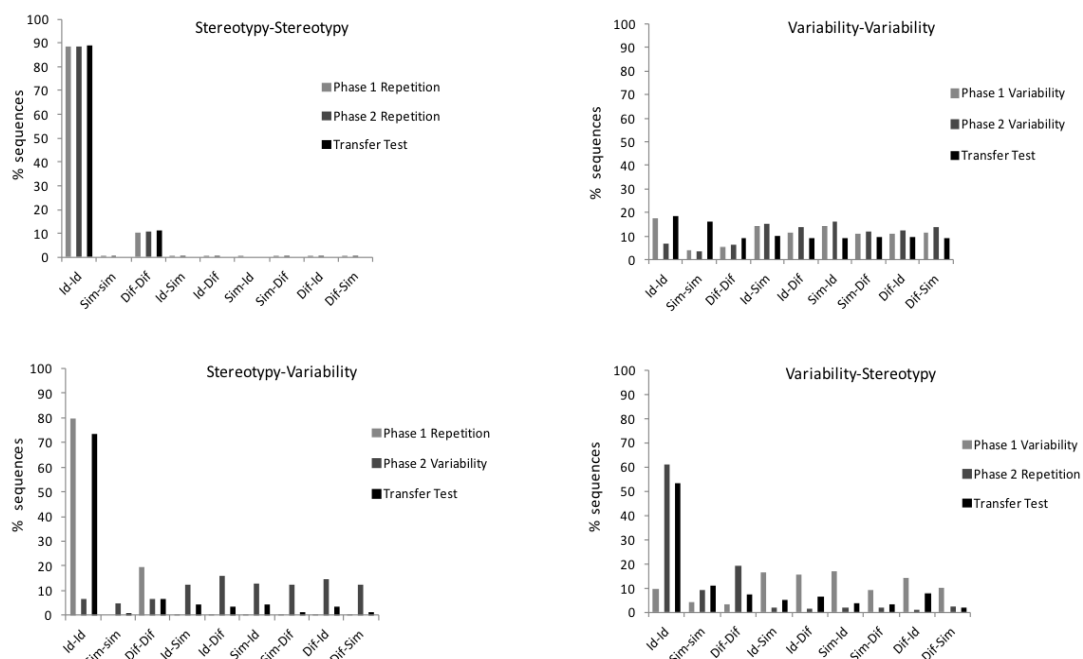 Stereotypy-Stereotypy
% sequences
100
90
80
70
60
50
40
30
20
10
0
Phase 1 Repetition
Phase 2 Repetition
Transfer Test
Id-Id
Sim-sim
Dif-Dif
Id-Sim
Id-Dif
Sim-Id
Sim-Dif
Dif-Id
Dif-Sim
Variability-Variability
% sequences
100
90
80
70
60
50
40
30
20
10
0
Phase 1 Variability
Phase 2 Variability
Transfer Test
Id-Id
Sim-sim
Dif-Dif
Id-Sim
Id-Dif
Sim-Id
Sim-Dif
Dif-Id
Dif-Sim
Stereotypy-Variability
% sequences
100
90
80
70
60
50
40
30
20
10
0
Phase 1 Repetition
Phase 2 Variability
Transfer Test
Id-Id
Sim-sim
Dif-Dif
Id-Sim
Id-Dif
Sim-Id
Sim-Dif
Dif-Id
Dif-Sim
Variability-Stereotypy
% sequences
100
90
80
70
60
50
40
30
20
10
0
Phase 1 Variability
Phase 2 Repetition
Transfer Test
Id-Id
Sim-sim
Dif-Dif
Id-Sim
Id-Dif
Sim-Id
Sim-Dif
Dif-Id
Dif-Sim